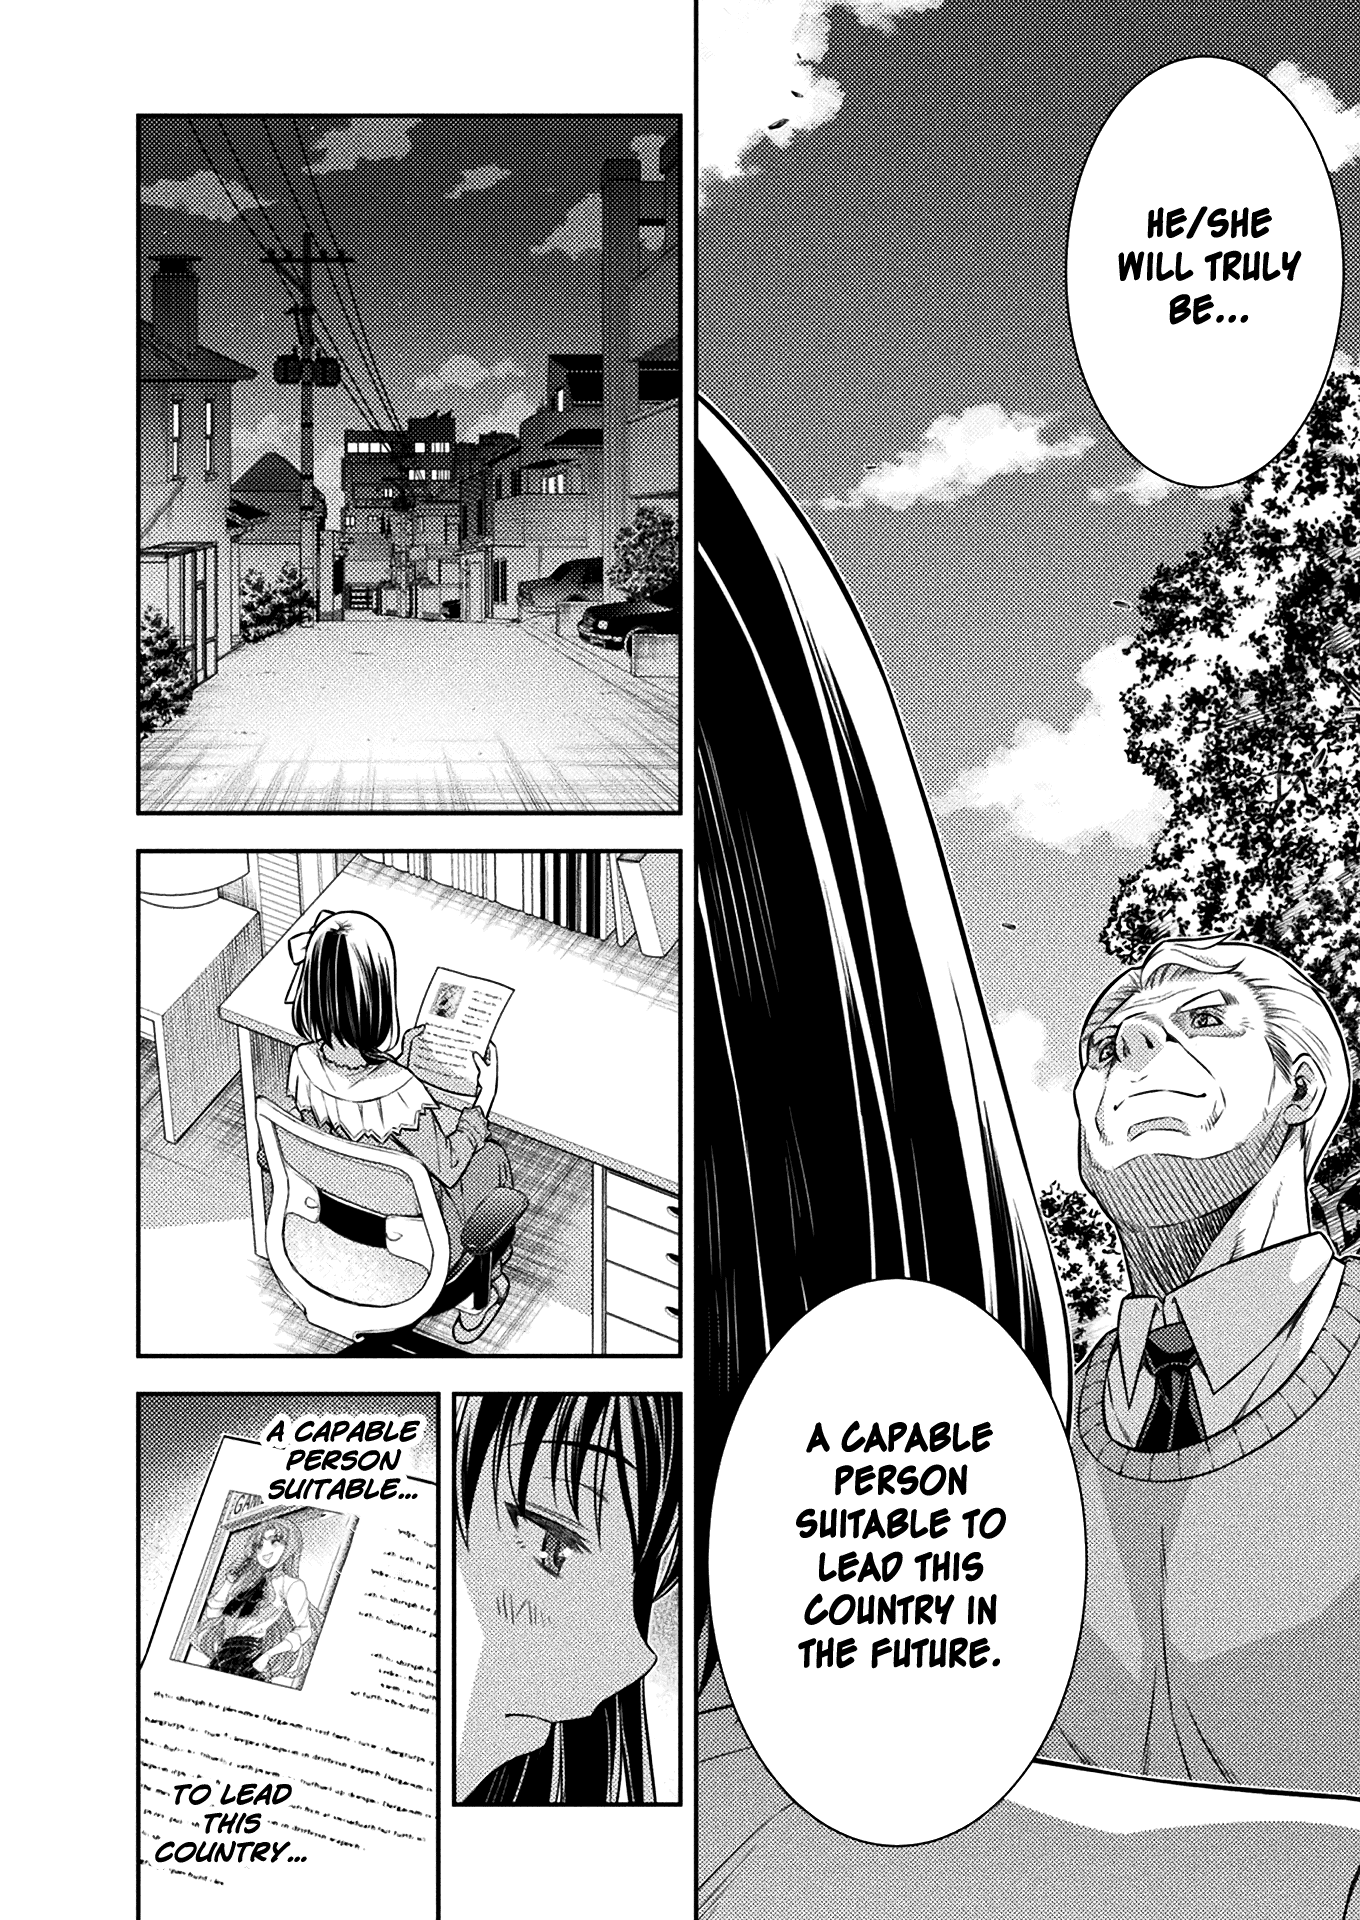 HE/SHE
WILL TRULY
BE...
A CAPABLE
PERSON
SUITABLE TO
LEAD THIS
COUNTRY IN
THE FUTURE.
A CAPABLE
PERSON
SUITABLE...
TO LEAD
THIS
COUNTRY...